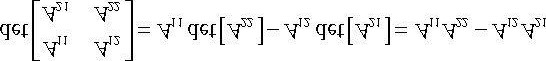 det [ A₁₁ A₁₂
A₂₁ A₂₂ ] = A₁₁ det[A₂₂] − A₁₂ det[A₂₁] = A₁₁A₂₂ − A₁₂A₂₁